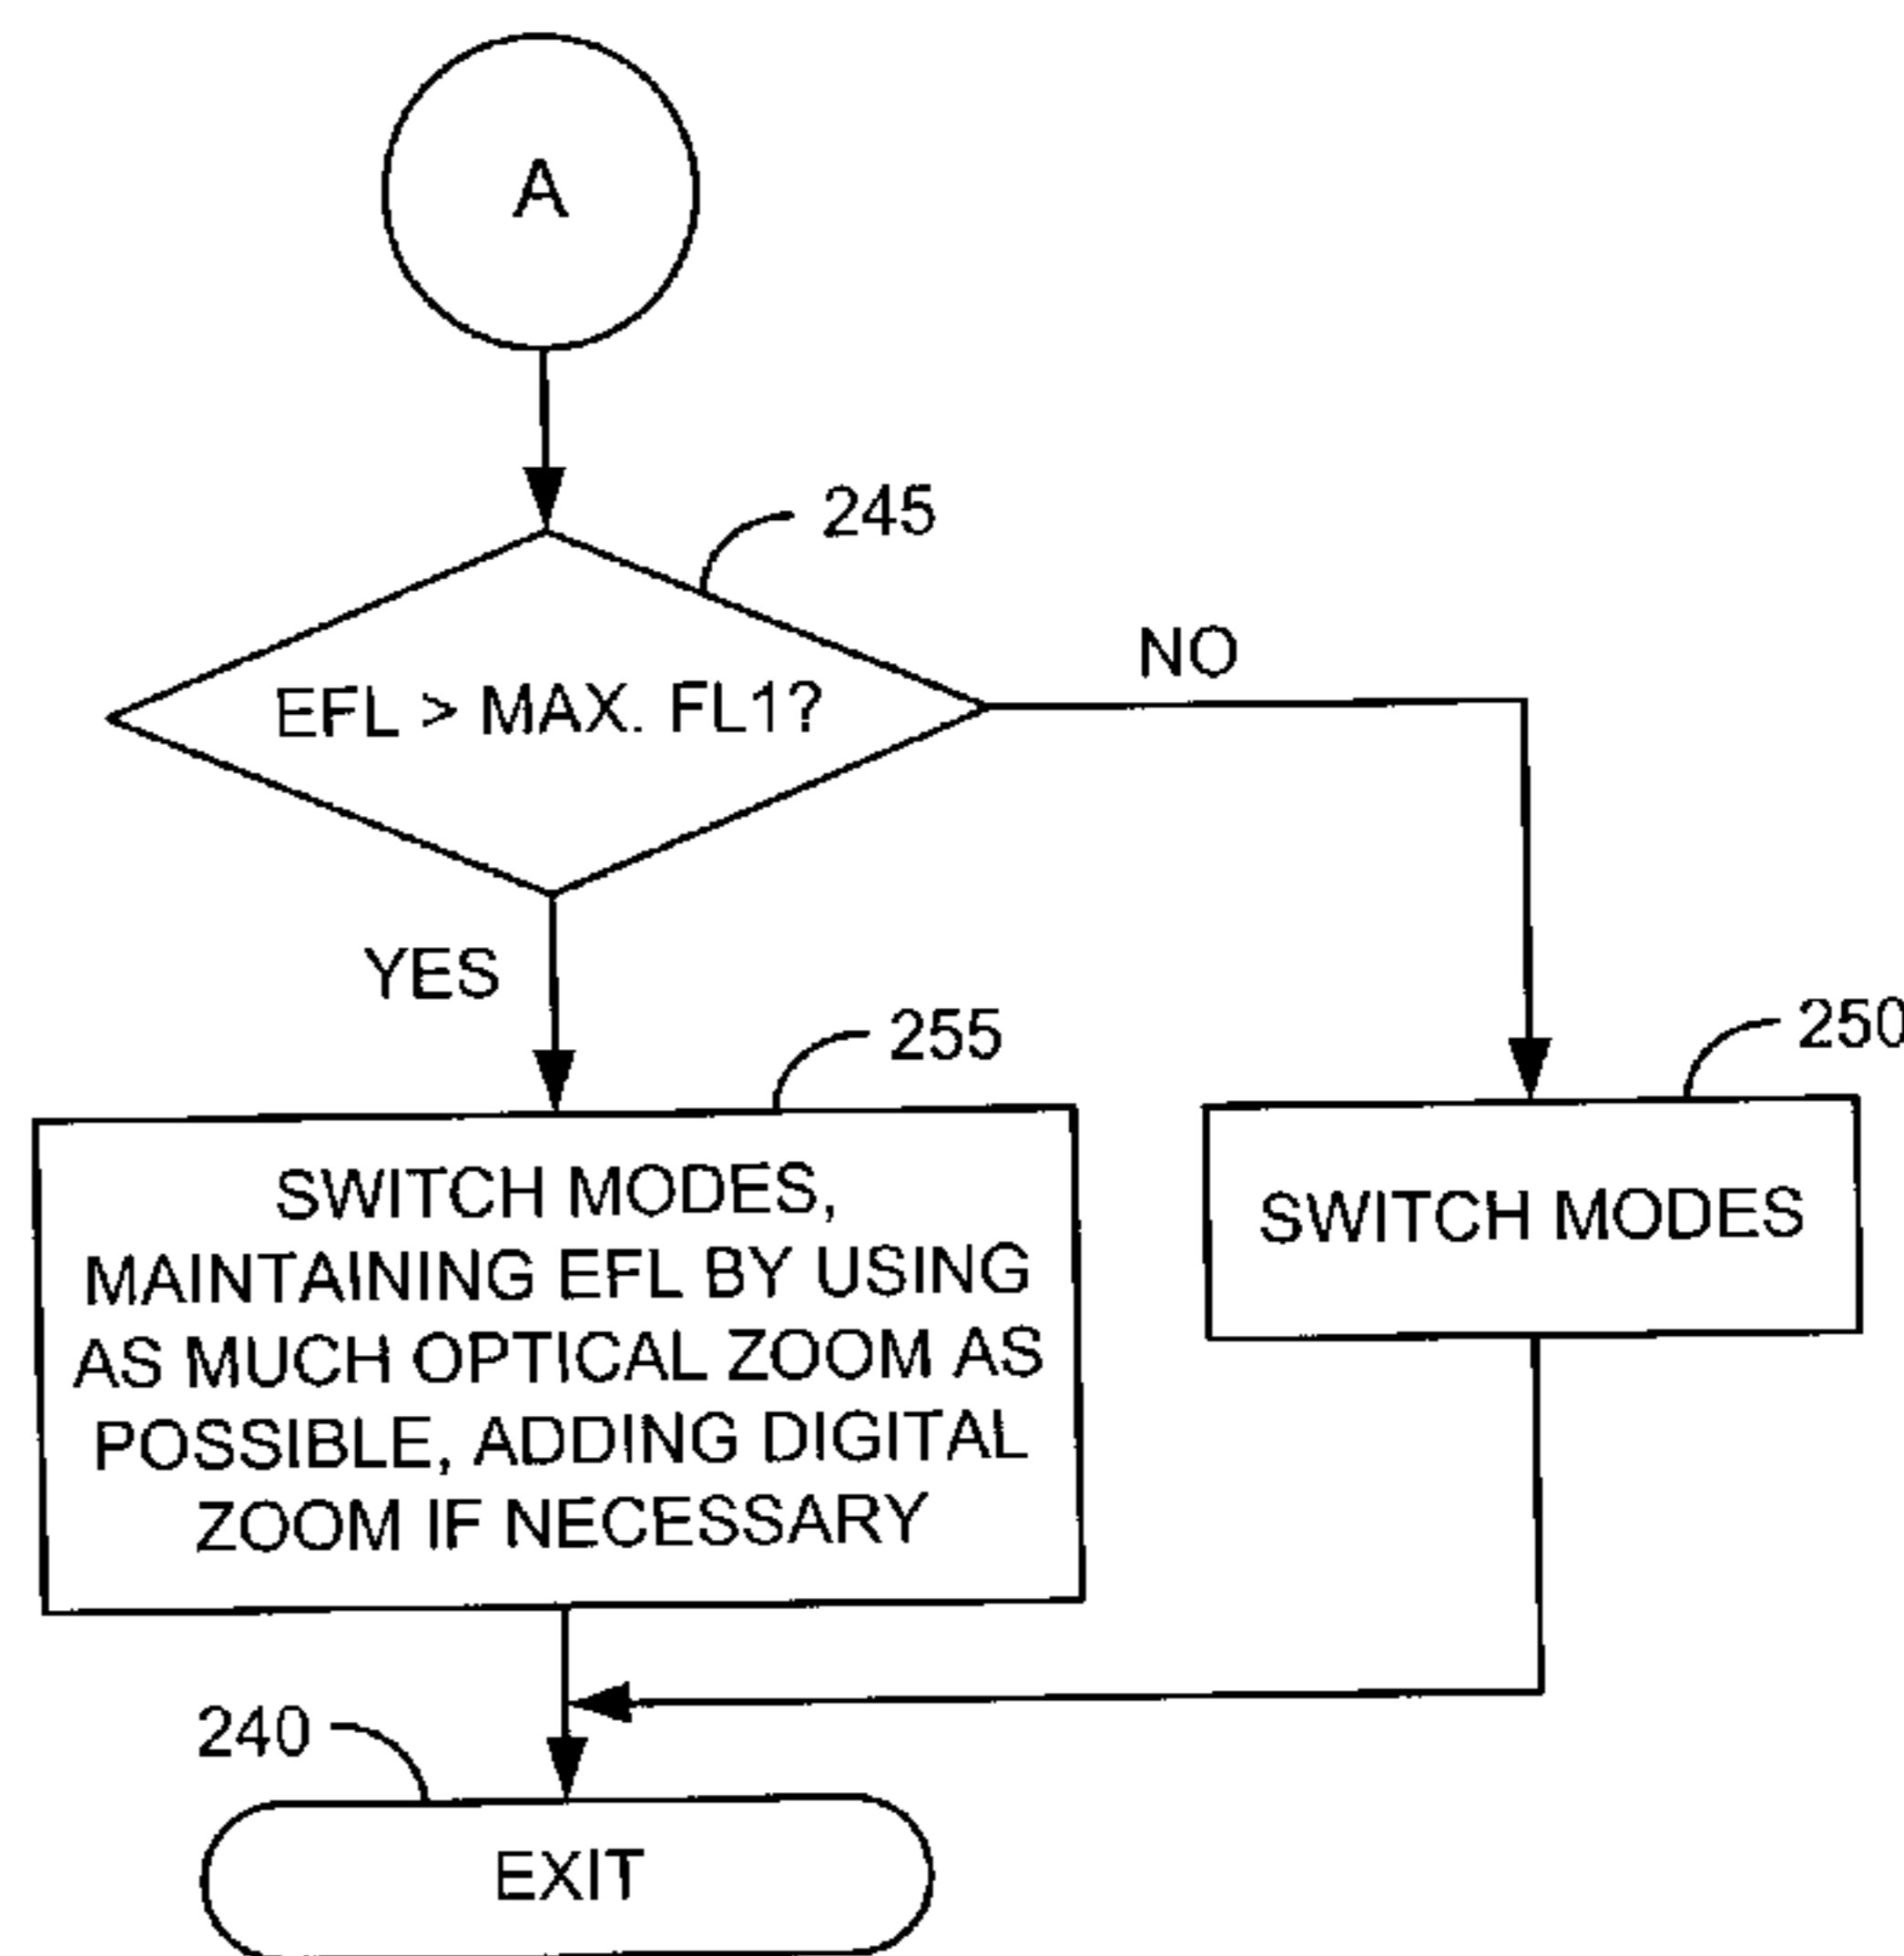 A
245
EFL > MAX. FL1?
NO
YES
255
250
SWITCH MODES,
MAINTAINING EFL BY USING
AS MUCH OPTICAL ZOOM AS
POSSIBLE, ADDING DIGITAL
ZOOM IF NECESSARY
SWITCH MODES
240
EXIT